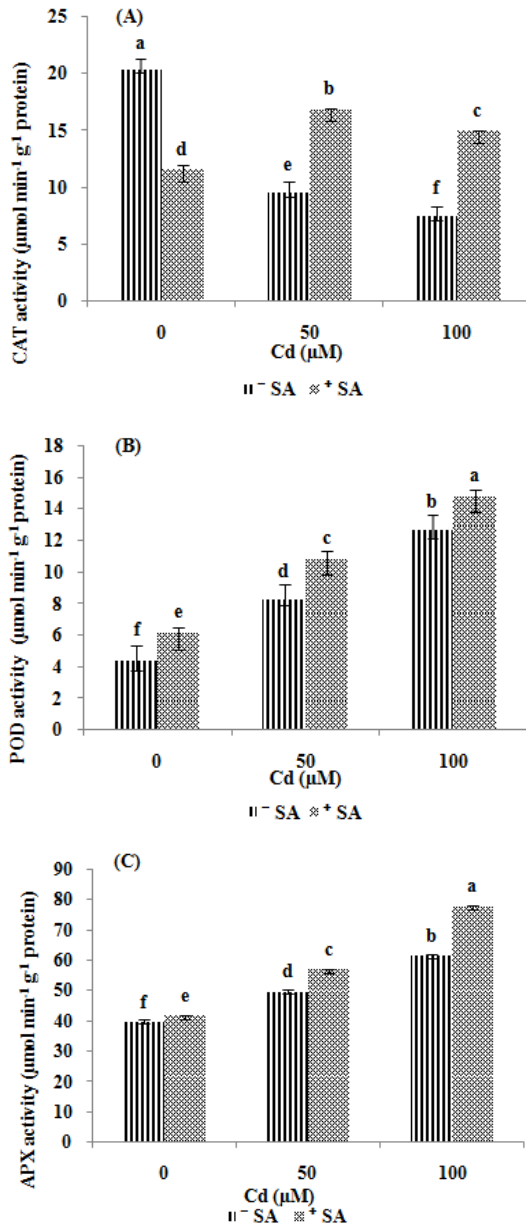 (A)
CAT activity (µmol min-1 g-1 protein)
25
20
15
10
5
0
a
d
e
b
f
c
0 50 100
Cd (µM)
- SA + SA
(B)
POD activity (µmol min-1 g-1 protein)
18
16
14
12
10
8
6
4
2
0
f
e
d
c
b
a
0 50 100
Cd (µM)
- SA + SA
(C)
APX activity (µmol min-1 g-1 protein)
90
80
70
60
50
40
30
20
10
0
f
e
d
c
b
a
0 50 100
Cd (µM)
- SA + SA